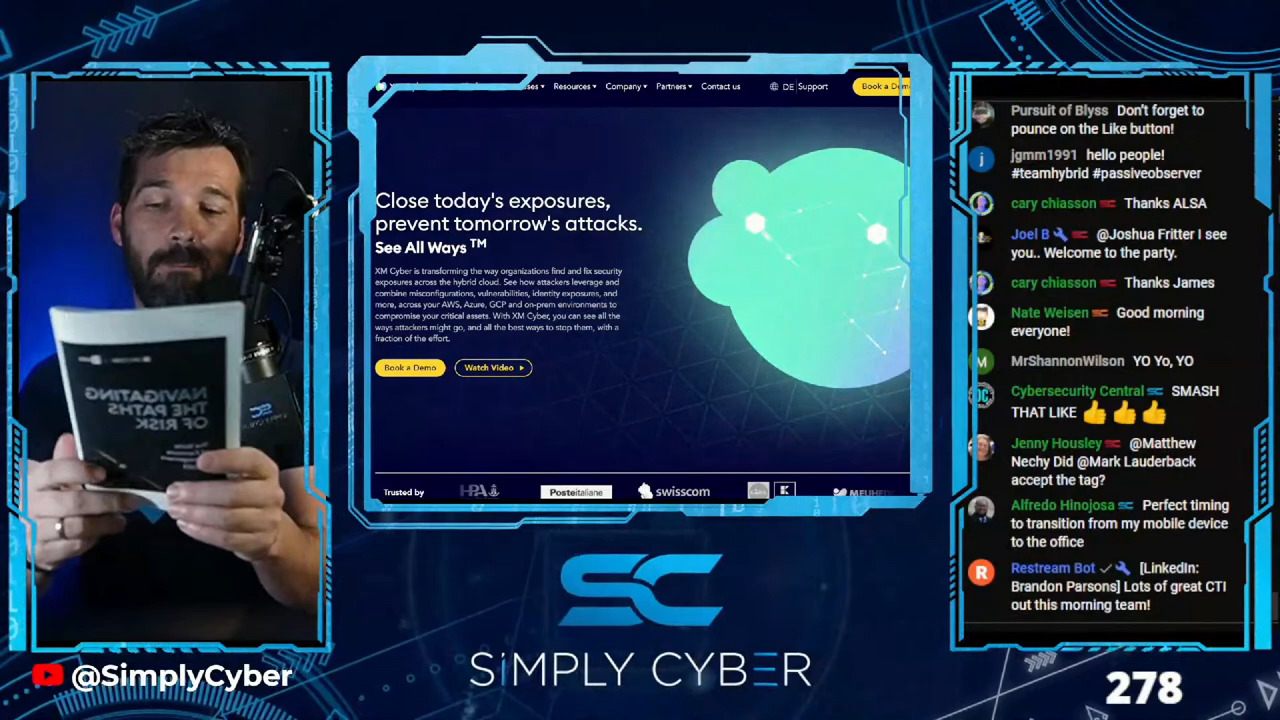 Resources
Company
Partners
Contact us
DE
Support
Book a Dem
Close today's exposures,
prevent tomorrow's attacks.
See All Ways ™
XM Cyber is transforming the way organizations find and fix security
exposures across the hybrid cloud. See how attackers leverage and
combine misconfigurations, vulnerabilities, identity exposures, and
more, across your AWS, Azure, GCP and on-prem environments to
compromise your critical assets. With XM Cyber, you can see all the
ways attackers might go, and all the best ways to stop them, with a
fraction of the effort.
Book a Demo
Watch Video
Trusted by
HPA
Posteitaliane
swisscom
NAVIGATING
THE PATHS
OF RISK
SC
SIMPLY CYBER
@SimplyCyber
Pursuit of Blyss Don't forget to
pounce on the Like button!
j
jgmm1991 hello people!
#teamhybrid #passiveobserver
cary chiasson Thanks ALSA
Joel B @Joshua Fritter I see
you.. Welcome to the party.
cary chiasson Thanks James
Nate Weisen Good morning
everyone!
M
MrShannonWilson YO Yo, YO
Cybersecurity Central SMASH
THAT LIKE 👍👍👍
Jenny Housley @Matthew
Nechy Did @Mark Lauderback
accept the tag?
Alfredo Hinojosa Perfect timing
to transition from my mobile device
to the office
R
Restream Bot ✓ [LinkedIn:
Brandon Parsons] Lots of great CTI
out this morning team!
278